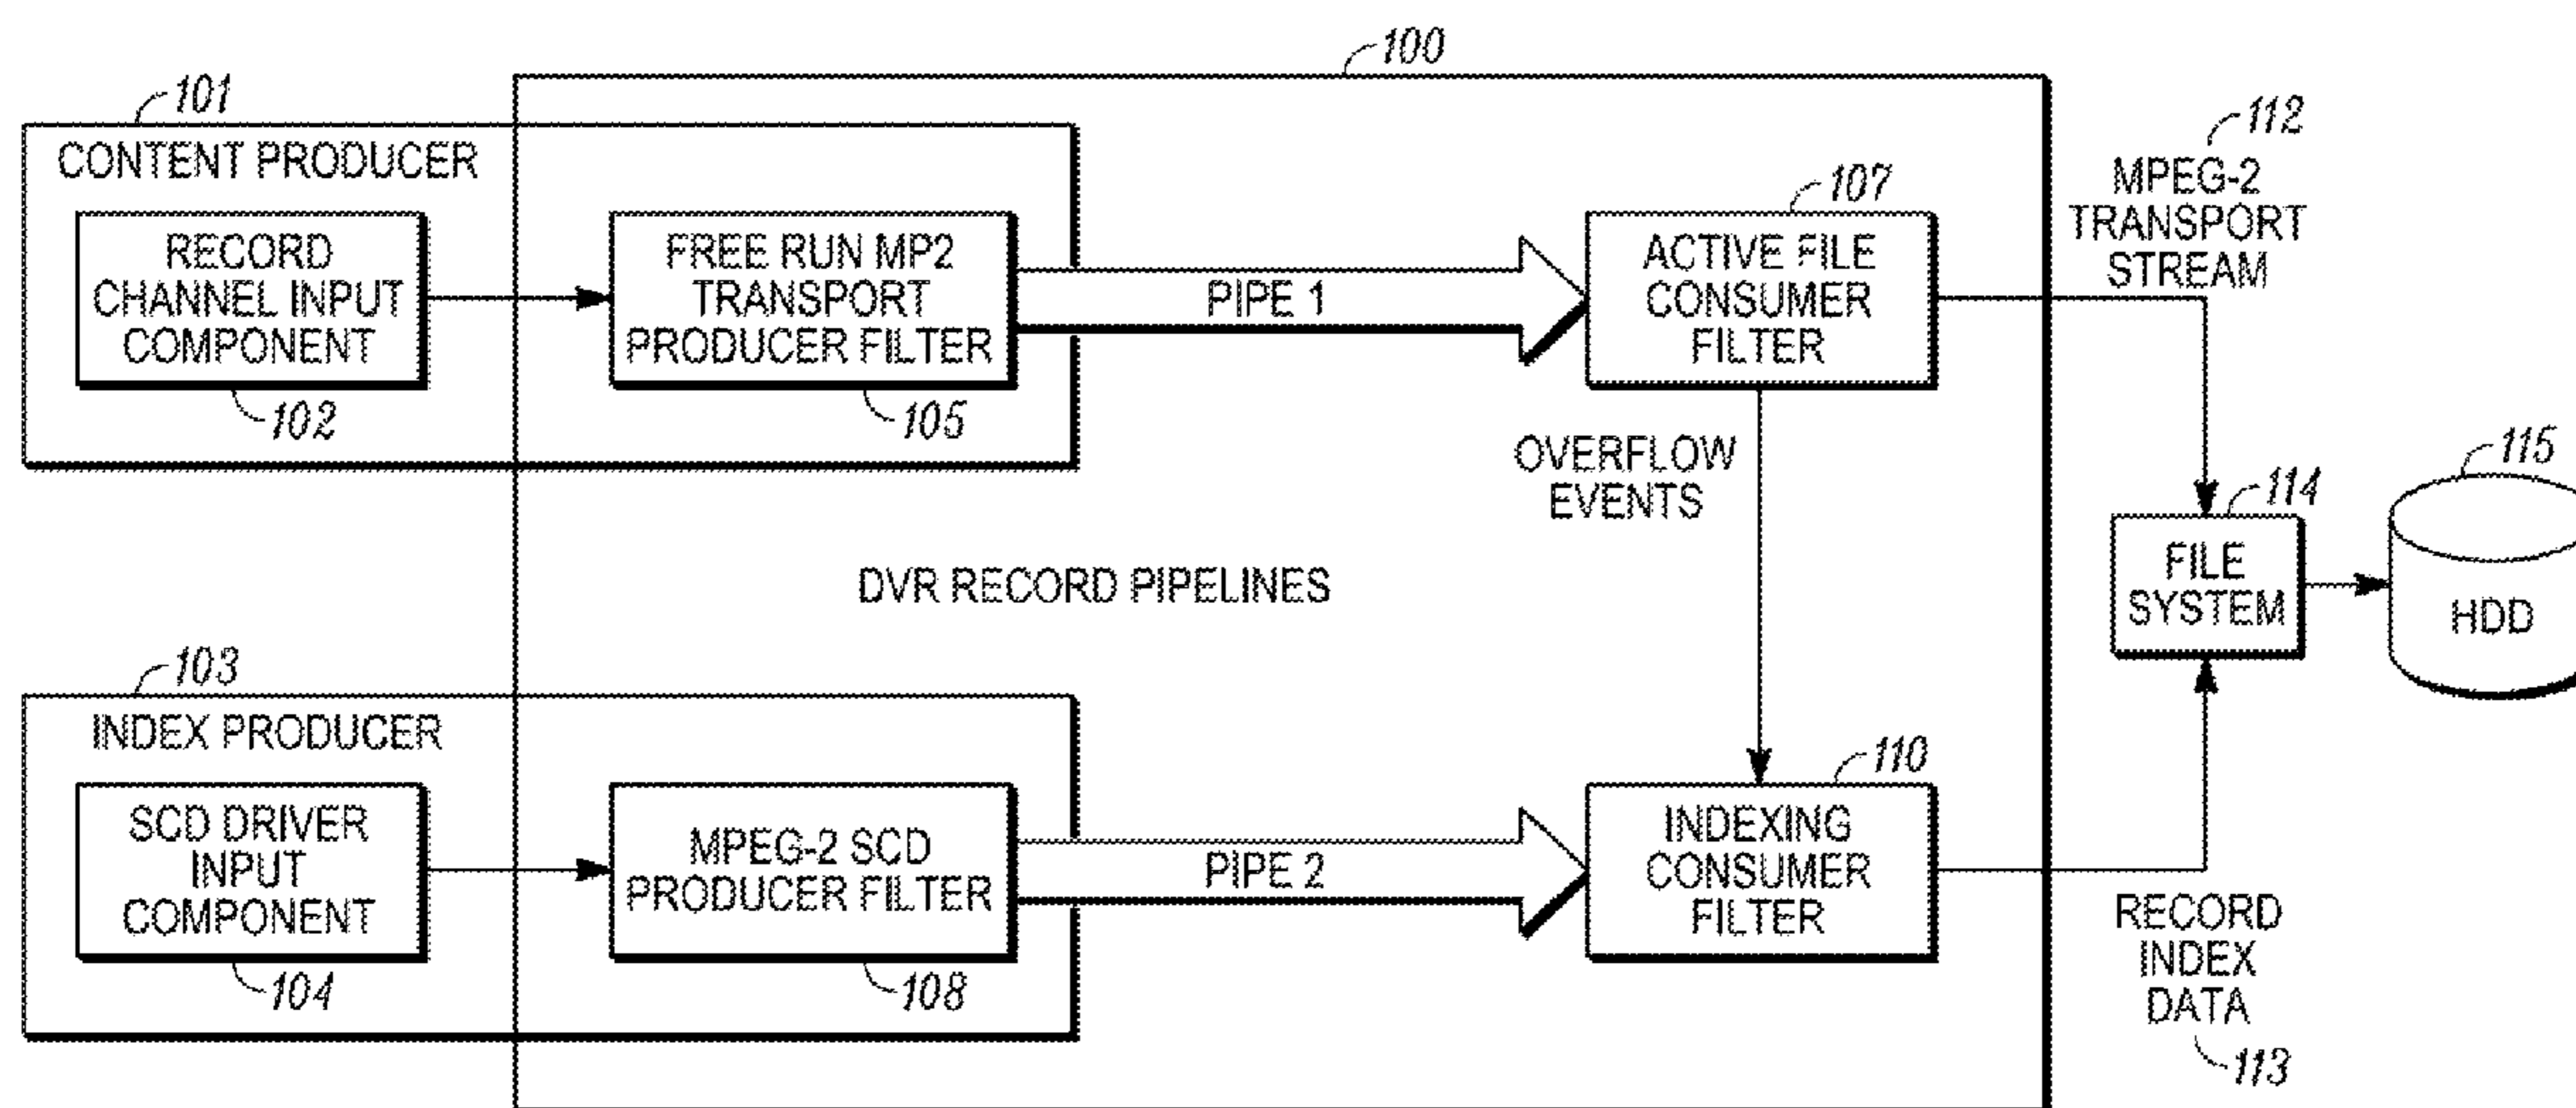 100
101
CONTENT PRODUCER
RECORD
CHANNEL INPUT
COMPONENT
102
FREE RUN MP2
TRANSPORT
PRODUCER FILTER
105
PIPE 1
107
ACTIVE FILE
CONSUMER
FILTER
112
MPEG-2
TRANSPORT
STREAM
OVERFLOW
EVENTS
DVR RECORD PIPELINES
114
FILE
SYSTEM
115
HDD
103
INDEX PRODUCER
SCD DRIVER
INPUT
COMPONENT
104
MPEG-2 SCD
PRODUCER FILTER
108
PIPE 2
110
INDEXING
CONSUMER
FILTER
RECORD
INDEX
DATA
113